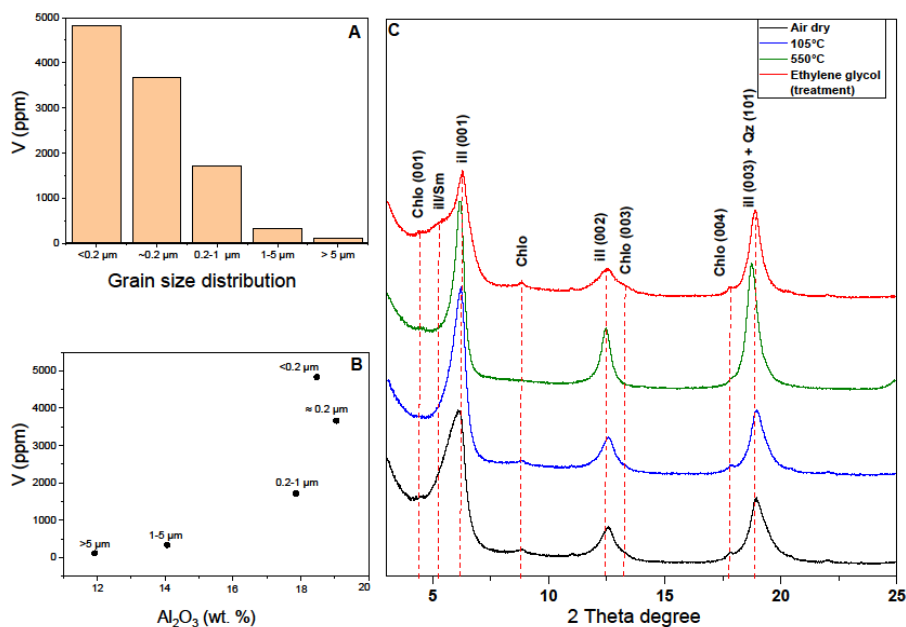 A
5000
4000
3000
2000
1000
0
V (ppm)
<0.2 µm
~0.2 µm
0.2-1 µm
1-5 µm
> 5 µm
Grain size distribution
B
5000
4000
3000
2000
1000
0
V (ppm)
<0.2 µm
≈ 0.2 µm
0.2-1 µm
1-5 µm
>5 µm
12
14
16
18
20
Al2O3 (wt. %)
C
Air dry
105°C
550°C
Ethylene glycol
(treatment)
Chlo (001)
ill/Sm
ill (001)
Chlo
ill (002)
Chlo (003)
Chlo (004)
ill (003) + Qz (101)
5
10
15
20
25
2 Theta degree